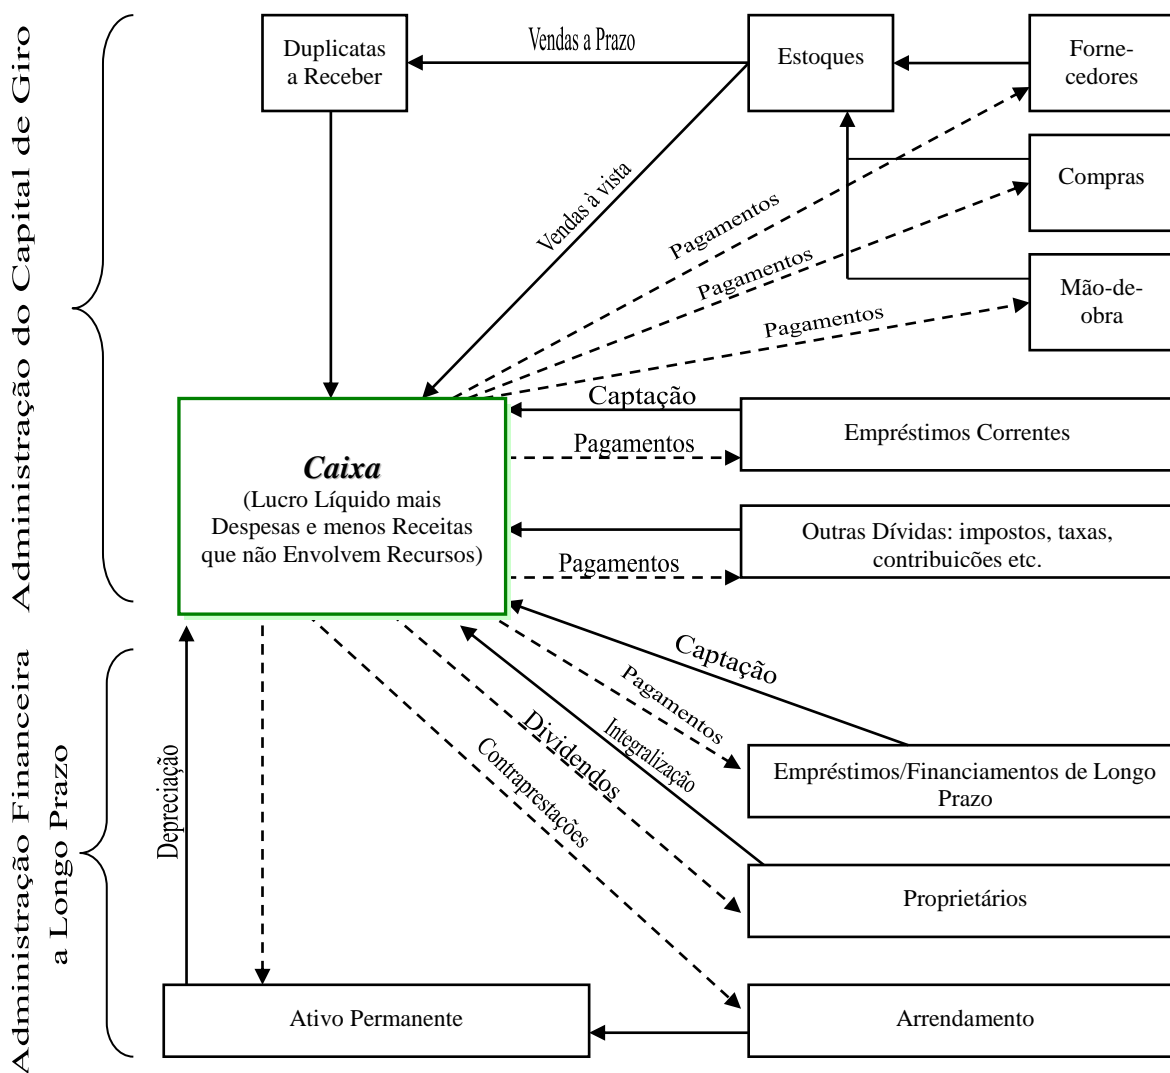 Administração do Capital de Giro
Duplicatas
a Receber
Vendas a Prazo
Estoques
Forne-
cedores
Vendas à vista
Pagamentos
Compras
Pagamentos
Pagamentos
Mão-de-
obra
Caixa
(Lucro Líquido mais
Despesas e menos Receitas
que não Envolvem Recursos)
Captação
Pagamentos
Empréstimos Correntes
Pagamentos
Outras Dívidas: impostos, taxas,
contribuicões etc.
Administração Financeira
a Longo Prazo
Depreciação
Contraprestações
Dividendos
Integralização
Pagamentos
Captação
Empréstimos/Financiamentos de Longo
Prazo
Proprietários
Ativo Permanente
Arrendamento